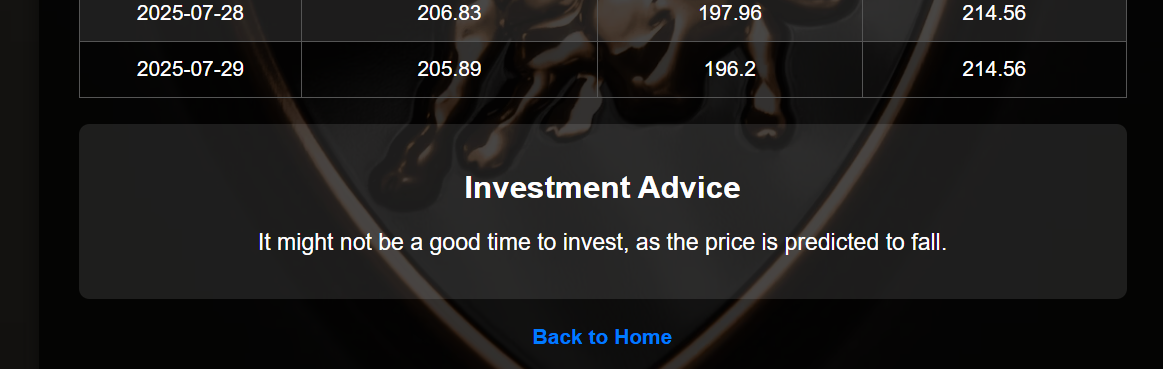 2025-07-28 206.83 197.96 214.56
2025-07-29 205.89 196.2 214.56
Investment Advice
It might not be a good time to invest, as the price is predicted to fall.
Back to Home